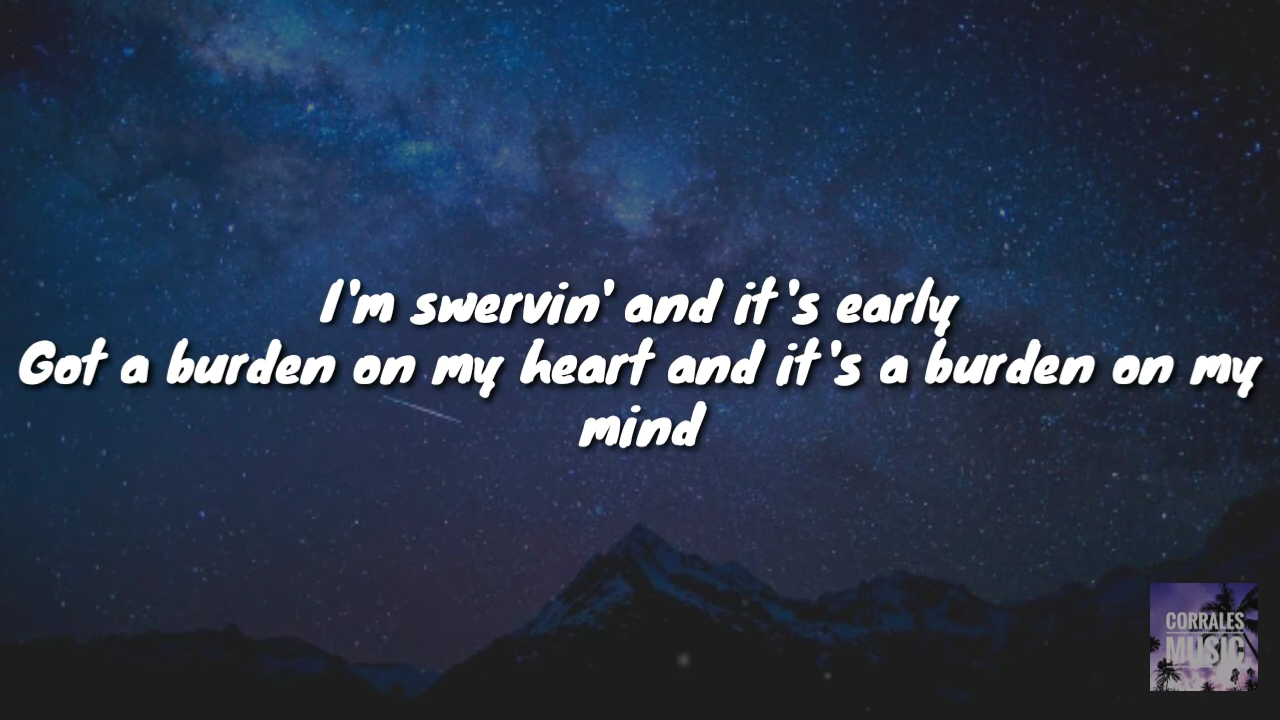 I'm swervin' and it's early
Got a burden on my heart and it's a burden on my
mind
CORRALES
MUSIC